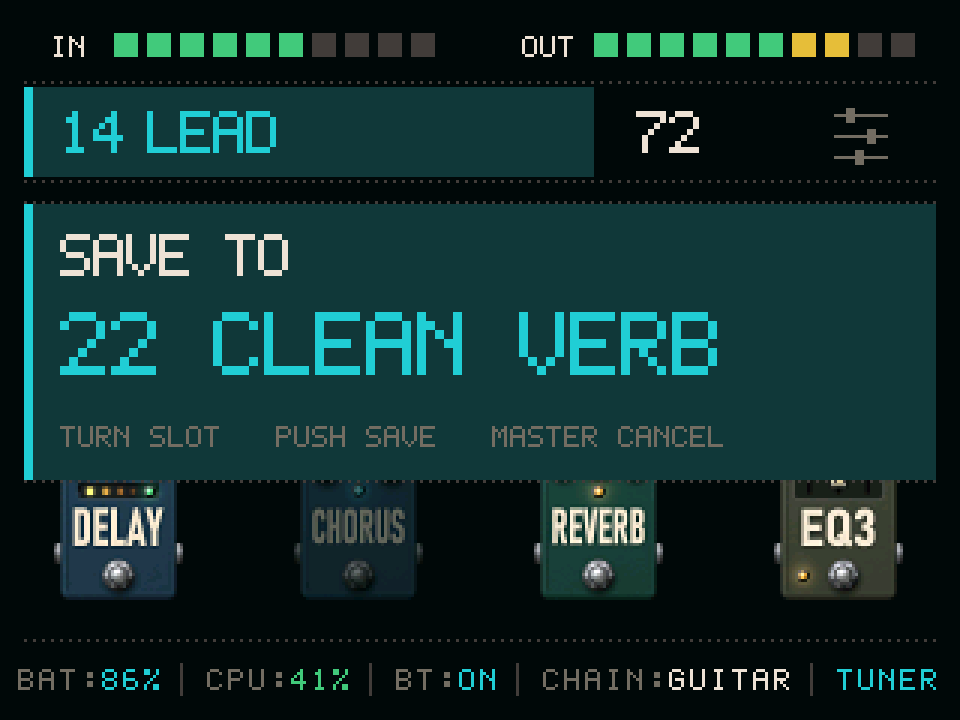 IN OUT
14 LEAD 72
SAVE TO
22 CLEAN VERB
TURN SLOT PUSH SAVE MASTER CANCEL
DELAY CHORUS REVERB EQ3
BAT:86% | CPU:41% | BT:ON | CHAIN:GUITAR | TUNER